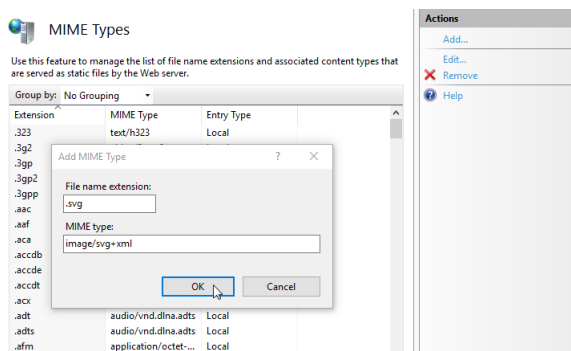 MIME Types
Use this feature to manage the list of file name extensions and associated content types that
are served as static files by the Web server.
Group by: No Grouping
Extension MIME Type Entry Type
.323 text/h323 Local
.3g2
.3gp
.3gp2
.3gpp
.aac
.aaf
.aca
.accdb
.accde
.accdt
.acx
.adt audio/vnd.dlna.adts Local
.adts audio/vnd.dlna.adts Local
.afm application/octet-... Local
Add MIME Type ?
File name extension:
.svg
MIME type:
image/svg+xml
OK Cancel
Actions
Add...
Edit...
Remove
Help